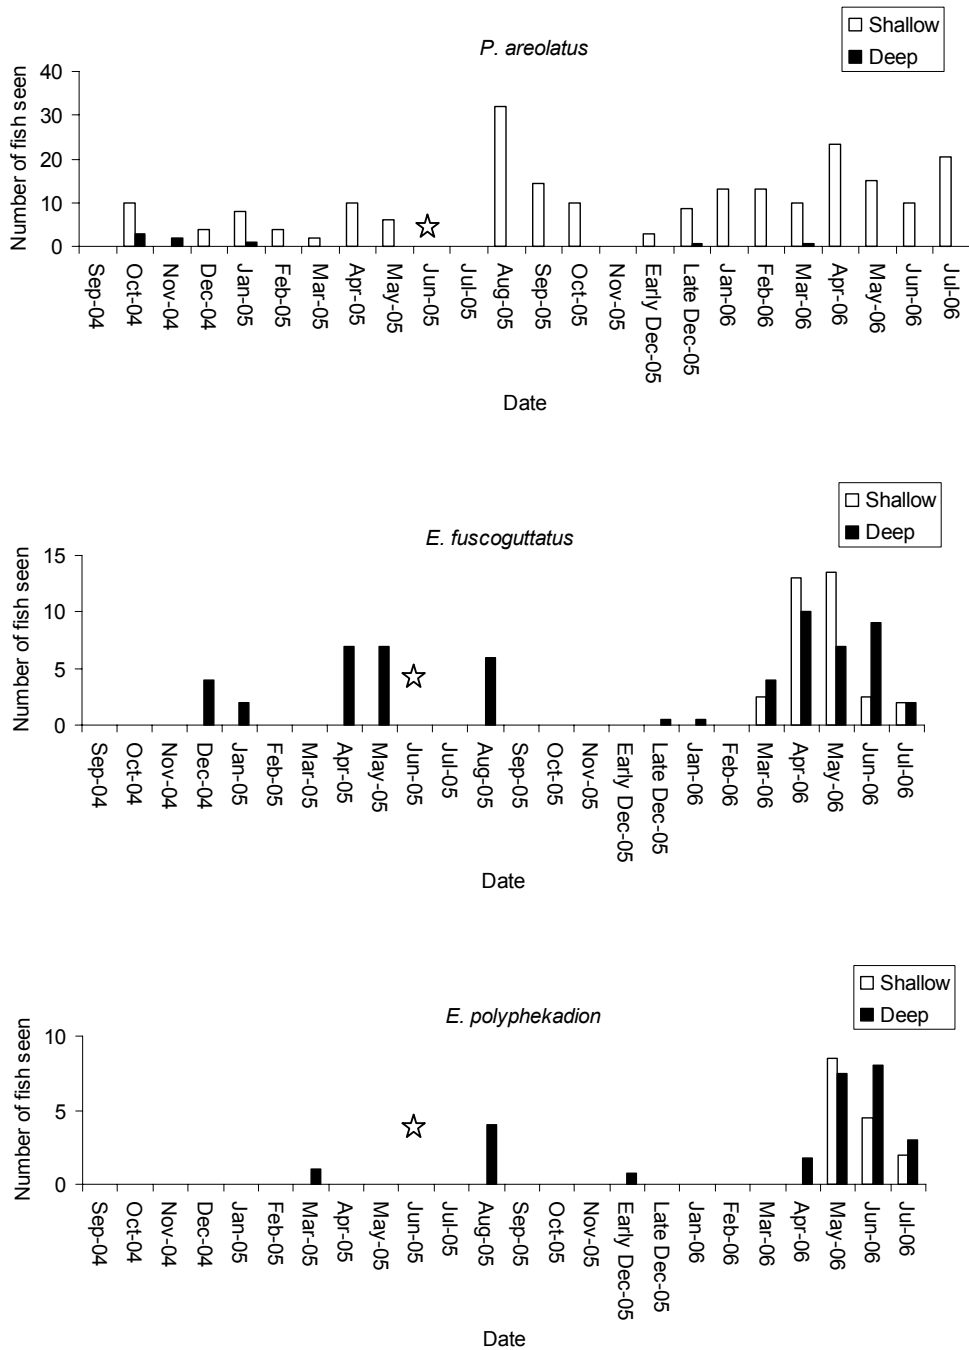 P. areolatus
Shallow
Deep
Number of fish seen
40
30
20
10
0
Sep-04
Oct-04
Nov-04
Dec-04
Jan-05
Feb-05
Mar-05
Apr-05
May-05
Jun-05
Jul-05
Aug-05
Sep-05
Oct-05
Nov-05
Early Dec-05
Late Dec-05
Jan-06
Feb-06
Mar-06
Apr-06
May-06
Jun-06
Jul-06
Date
E. fuscoguttatus
Shallow
Deep
Number of fish seen
15
10
5
0
Sep-04
Oct-04
Nov-04
Dec-04
Jan-05
Feb-05
Mar-05
Apr-05
May-05
Jun-05
Jul-05
Aug-05
Sep-05
Oct-05
Nov-05
Early Dec-05
Late Dec-05
Jan-06
Feb-06
Mar-06
Apr-06
May-06
Jun-06
Jul-06
Date
E. polyphekadion
Shallow
Deep
Number of fish seen
10
5
0
Sep-04
Oct-04
Nov-04
Dec-04
Jan-05
Feb-05
Mar-05
Apr-05
May-05
Jun-05
Jul-05
Aug-05
Sep-05
Oct-05
Nov-05
Early Dec-05
Late Dec-05
Jan-06
Feb-06
Mar-06
Apr-06
May-06
Jun-06
Jul-06
Date